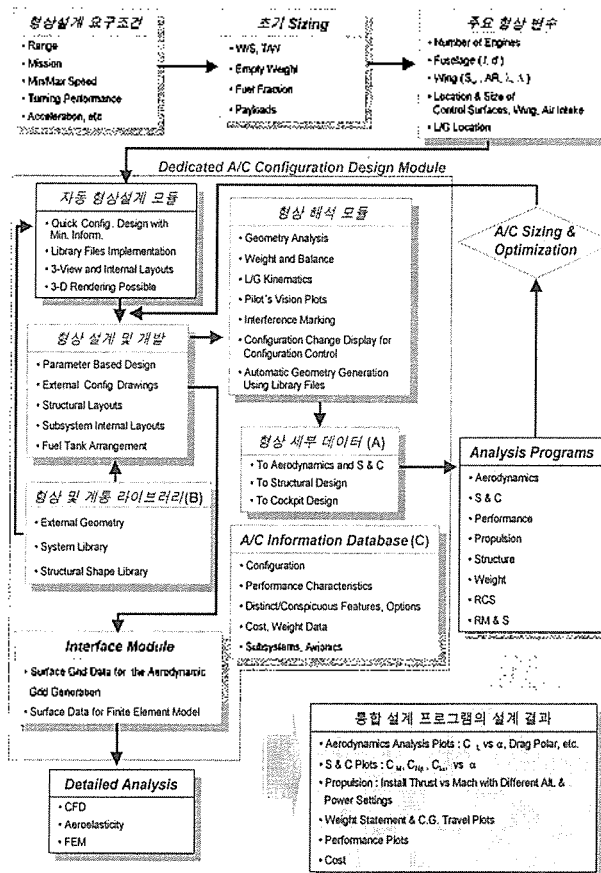 형상설계 요구조건
• Range
• Mission
• Min/Max Speed
• Turning Performance
• Acceleration, etc
초기 Sizing
• W/S, T/W
• Empty Weight
• Fuel Fraction
• Payloads
주요 형상 변수
• Number of Engines
• Fuselage (l, d)
• Wing (S, AR, λ, Λ)
• Location & Size of
Control Surfaces, Wing, Air Intake
• L/G Location
Dedicated A/C Configuration Design Module
자동 형상설계 모듈
• Quick Config. Design with
Min. Inform.
• Library Files Implementation
• 3-View and Internal Layouts
• 3-D Rendering Possible
형상 해석 모듈
• Geometry Analysis
• Weight and Balance
• L/G Kinematics
• Pilot's Vision Plots
• Interference Marking
• Configuration Change Display for
Configuration Control
• Automatic Geometry Generation
Using Library Files
A/C Sizing &
Optimization
형상 설계 및 개발
• Parameter Based Design
• External Config Drawings
• Structural Layouts
• Subsystem Internal Layouts
• Fuel Tank Arrangement
형상 세부 데이터 (A)
• To Aerodynamics and S & C
• To Structural Design
• To Cockpit Design
Analysis Programs
• Aerodynamics
• S & C
• Performance
• Propulsion
• Structure
• Weight
• RCS
• RM & S
형상 및 계통 라이브러리(B)
• External Geometry
• System Library
• Structural Shape Library
A/C Information Database (C)
• Configuration
• Performance Characteristics
• Distinct/Conspicuous Features, Options
• Cost, Weight Data
• Subsystems, Avionics
Interface Module
• Surface Grid Data for the Aerodynamic
Grid Generation
• Surface Data for Finite Element Model
통합 설계 프로그램의 설계 결과
• Aerodynamics Analysis Plots : C L vs α, Drag Polar, etc.
• S & C Plots : C M, vs α
• Propulsion : Install Thrust vs Mach with Different Alt. &
Power Settings
• Weight Statement & C.G. Travel Plots
• Performance Plots
• Cost
Detailed Analysis
• CFD
• Aeroelasticity
• FEM